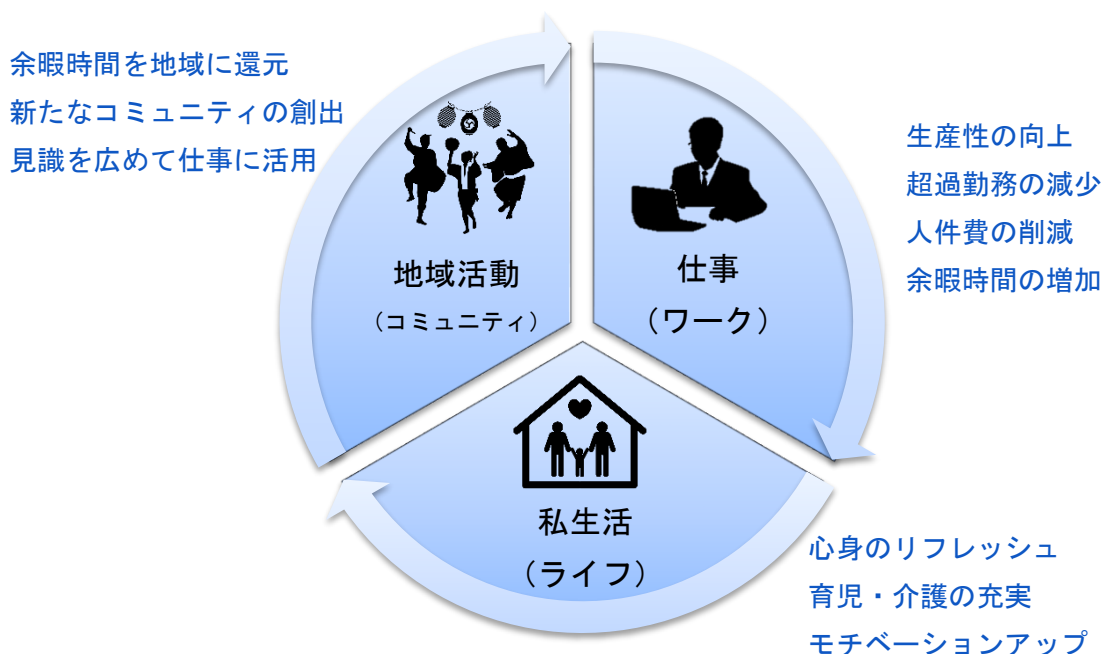 余暇時間を地域に還元
新たなコミュニティの創出
見識を広めて仕事に活用
地域活動
（コミュニティ）
仕事
（ワーク）
生産性の向上
超過勤務の減少
人件費の削減
余暇時間の増加
私生活
（ライフ）
心身のリフレッシュ
育児・介護の充実
モチベーションアップ